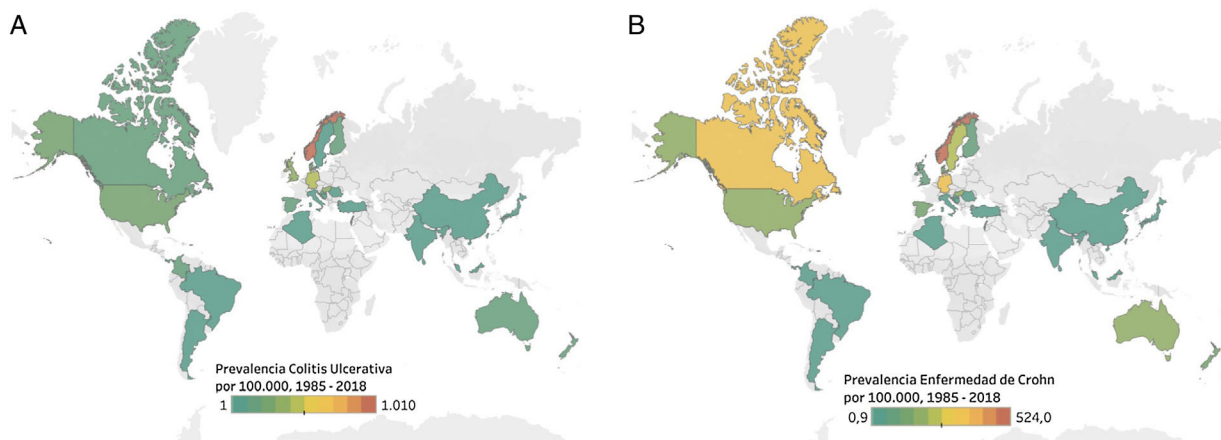 A
B
Prevalencia Colitis Ulcerativa
por 100.000, 1985 - 2018
1 1.010
Prevalencia Enfermedad de Crohn
por 100.000, 1985 - 2018
0,9 524,0